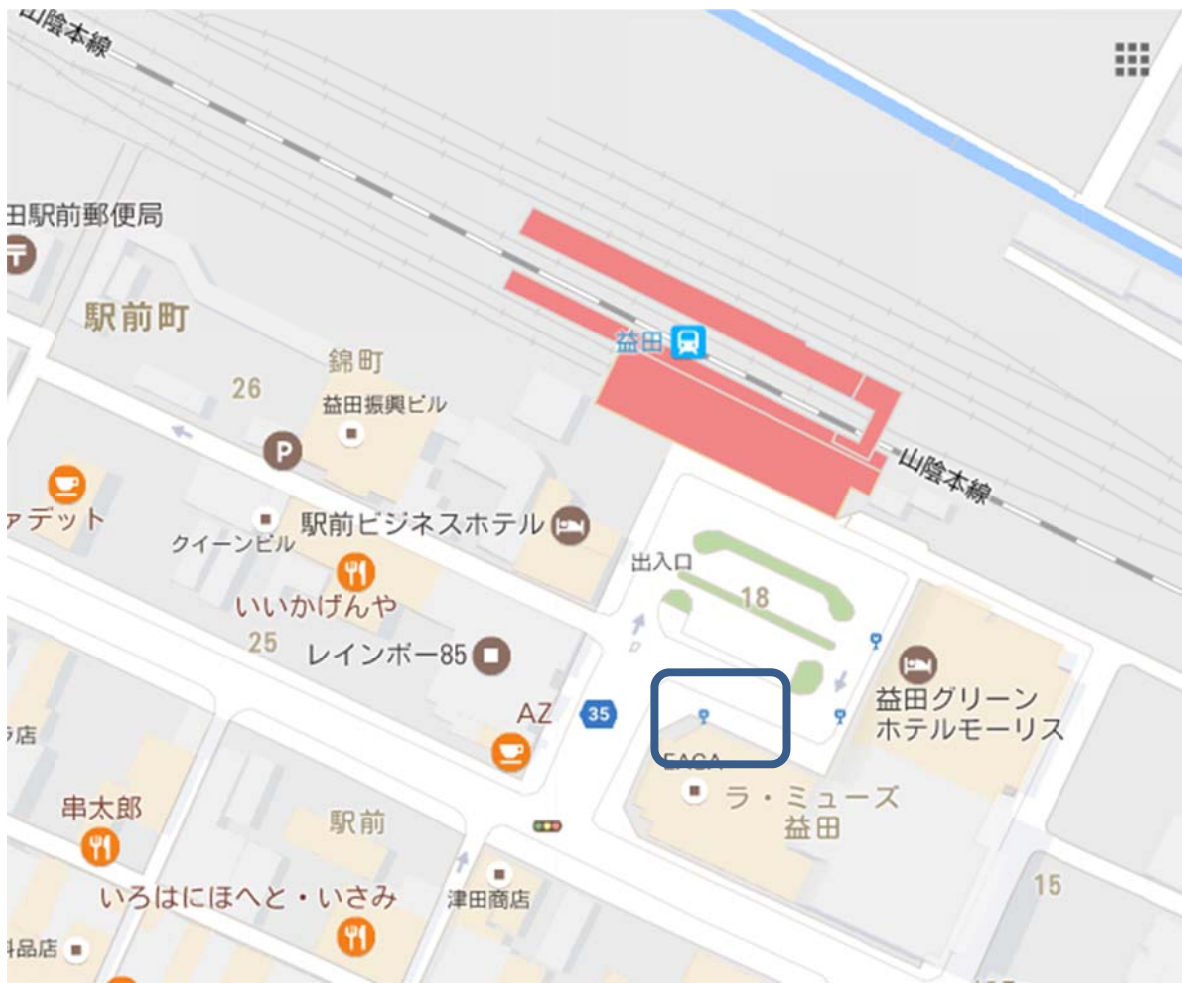 山陰本線
田駅前郵便局
駅前町
益田
錦町
26
益田振興ビル
P
山陰本線
ァデット
クイーンビル
駅前ビジネスホテル
出入口
18
いいかげんや
25
レインボー85
益田グリーン
ホテルモーリス
AZ
35
EAGA
ラ・ミューズ
益田
串太郎
駅前
いろはにほへと・いさみ
津田商店
15